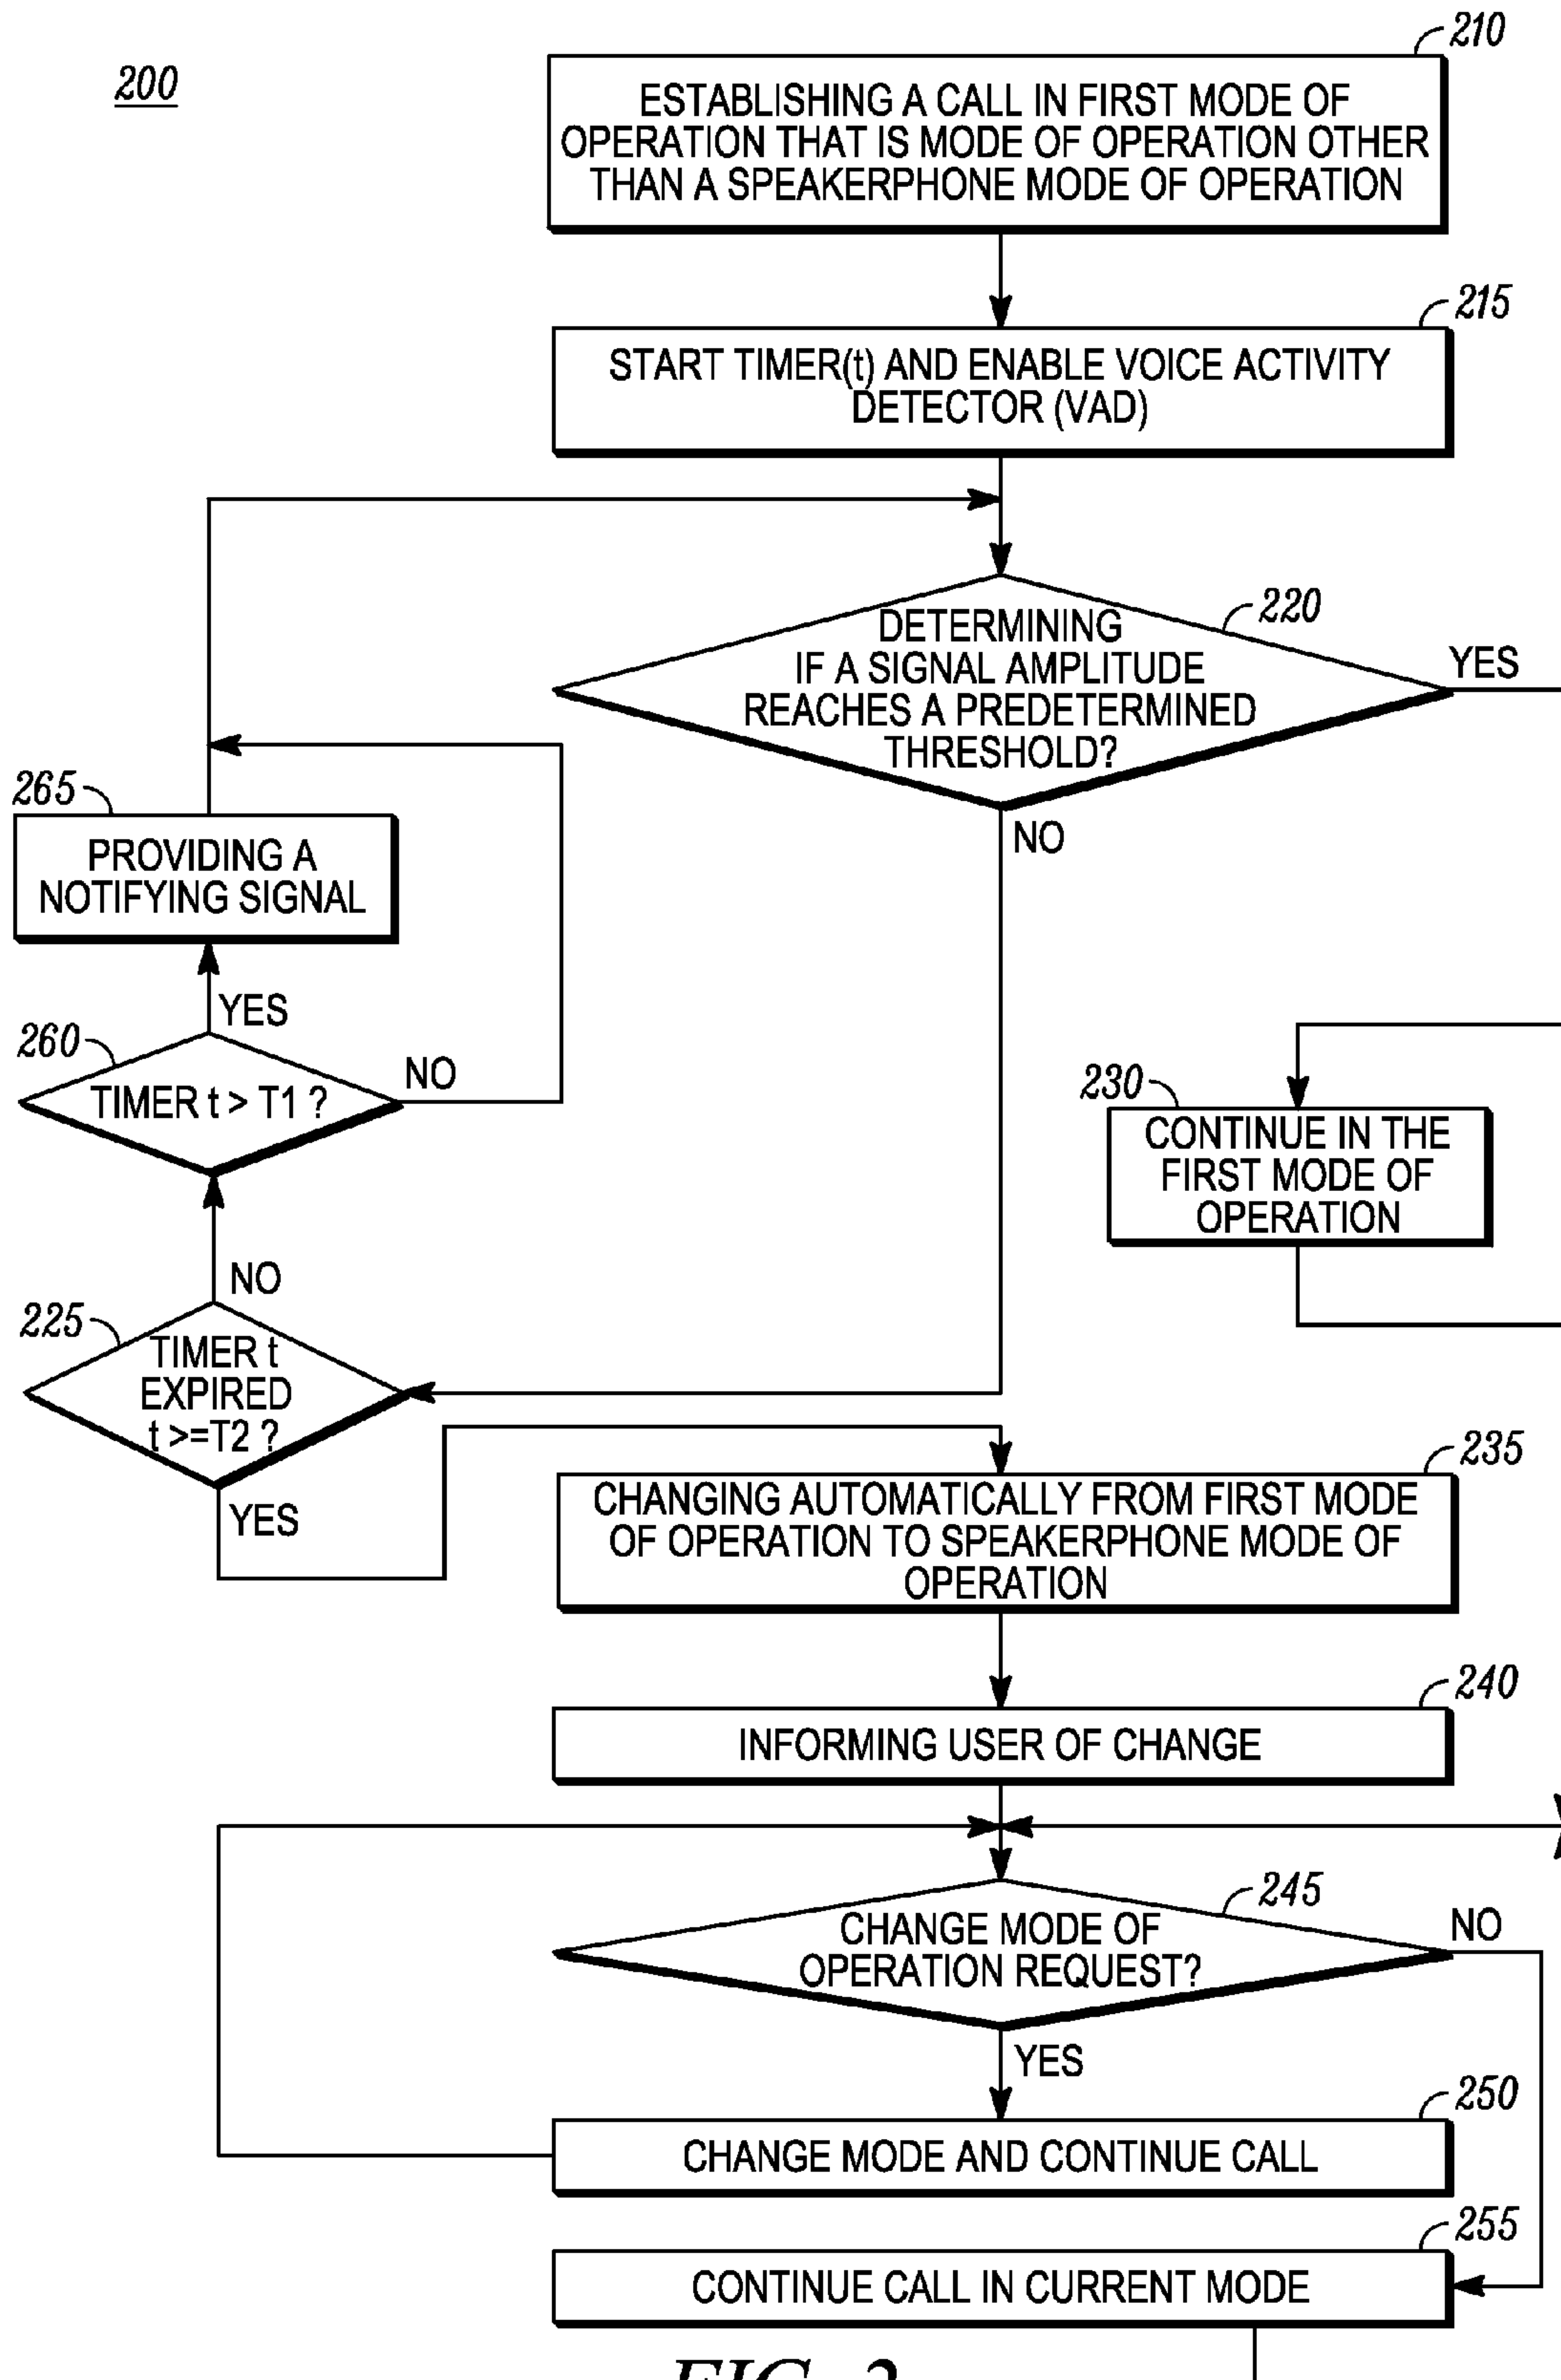 200
210
ESTABLISHING A CALL IN FIRST MODE OF
OPERATION THAT IS MODE OF OPERATION OTHER
THAN A SPEAKERPHONE MODE OF OPERATION
215
START TIMER(t) AND ENABLE VOICE ACTIVITY
DETECTOR (VAD)
220
DETERMINING
IF A SIGNAL AMPLITUDE
REACHES A PREDETERMINED
THRESHOLD?
YES
NO
265
PROVIDING A
NOTIFYING SIGNAL
YES
260
TIMER t > T1 ?
NO
230
CONTINUE IN THE
FIRST MODE OF
OPERATION
NO
225
TIMER t
EXPIRED
t >=T2 ?
YES
235
CHANGING AUTOMATICALLY FROM FIRST MODE
OF OPERATION TO SPEAKERPHONE MODE OF
OPERATION
240
INFORMING USER OF CHANGE
245
CHANGE MODE OF
OPERATION REQUEST?
NO
YES
250
CHANGE MODE AND CONTINUE CALL
255
CONTINUE CALL IN CURRENT MODE